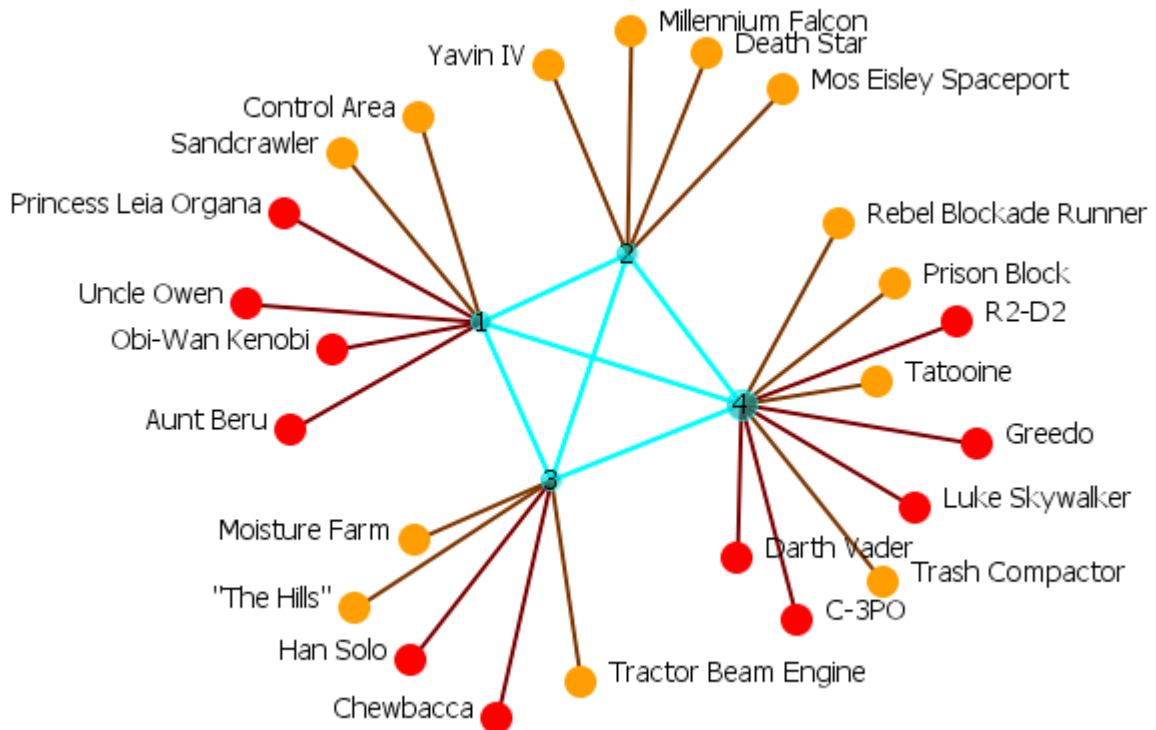 Millennium Falcon
Death Star
Yavin IV
Mos Eisley Spaceport
Control Area
Sandcrawler
Princess Leia Organa
Rebel Blockade Runner
2
Prison Block
Uncle Owen
R2-D2
1
Obi-Wan Kenobi
Tatooine
4
Aunt Beru
Greedo
3
Luke Skywalker
Moisture Farm
Darth Vader
Trash Compactor
"The Hills"
C-3PO
Han Solo
Tractor Beam Engine
Chewbacca